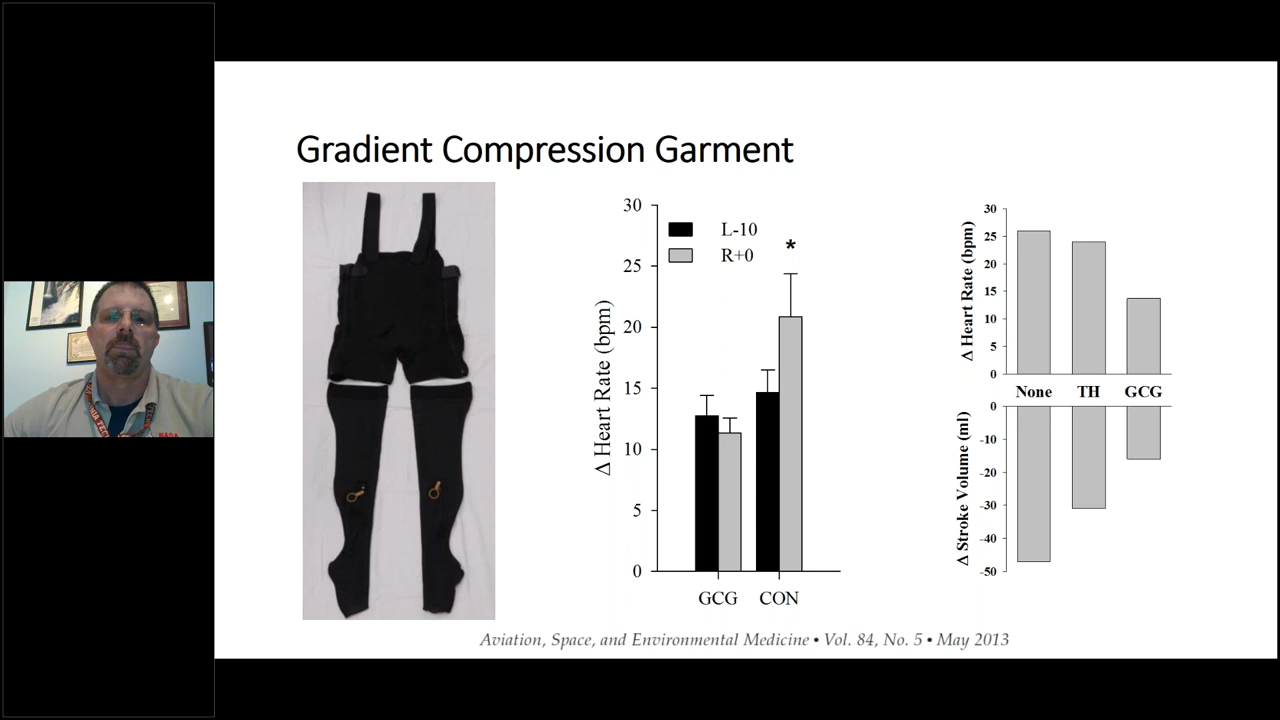 Gradient Compression Garment
30
25
20
15
10
5
0
Δ Heart Rate (bpm)
L-10
R+0
*
GCG CON
30
25
20
15
10
5
0
Δ Heart Rate (bpm)
None TH GCG
0
-10
-20
-30
-40
-50
Δ Stroke Volume (ml)
Aviation, Space, and Environmental Medicine • Vol. 84, No. 5 • May 2013
NASA